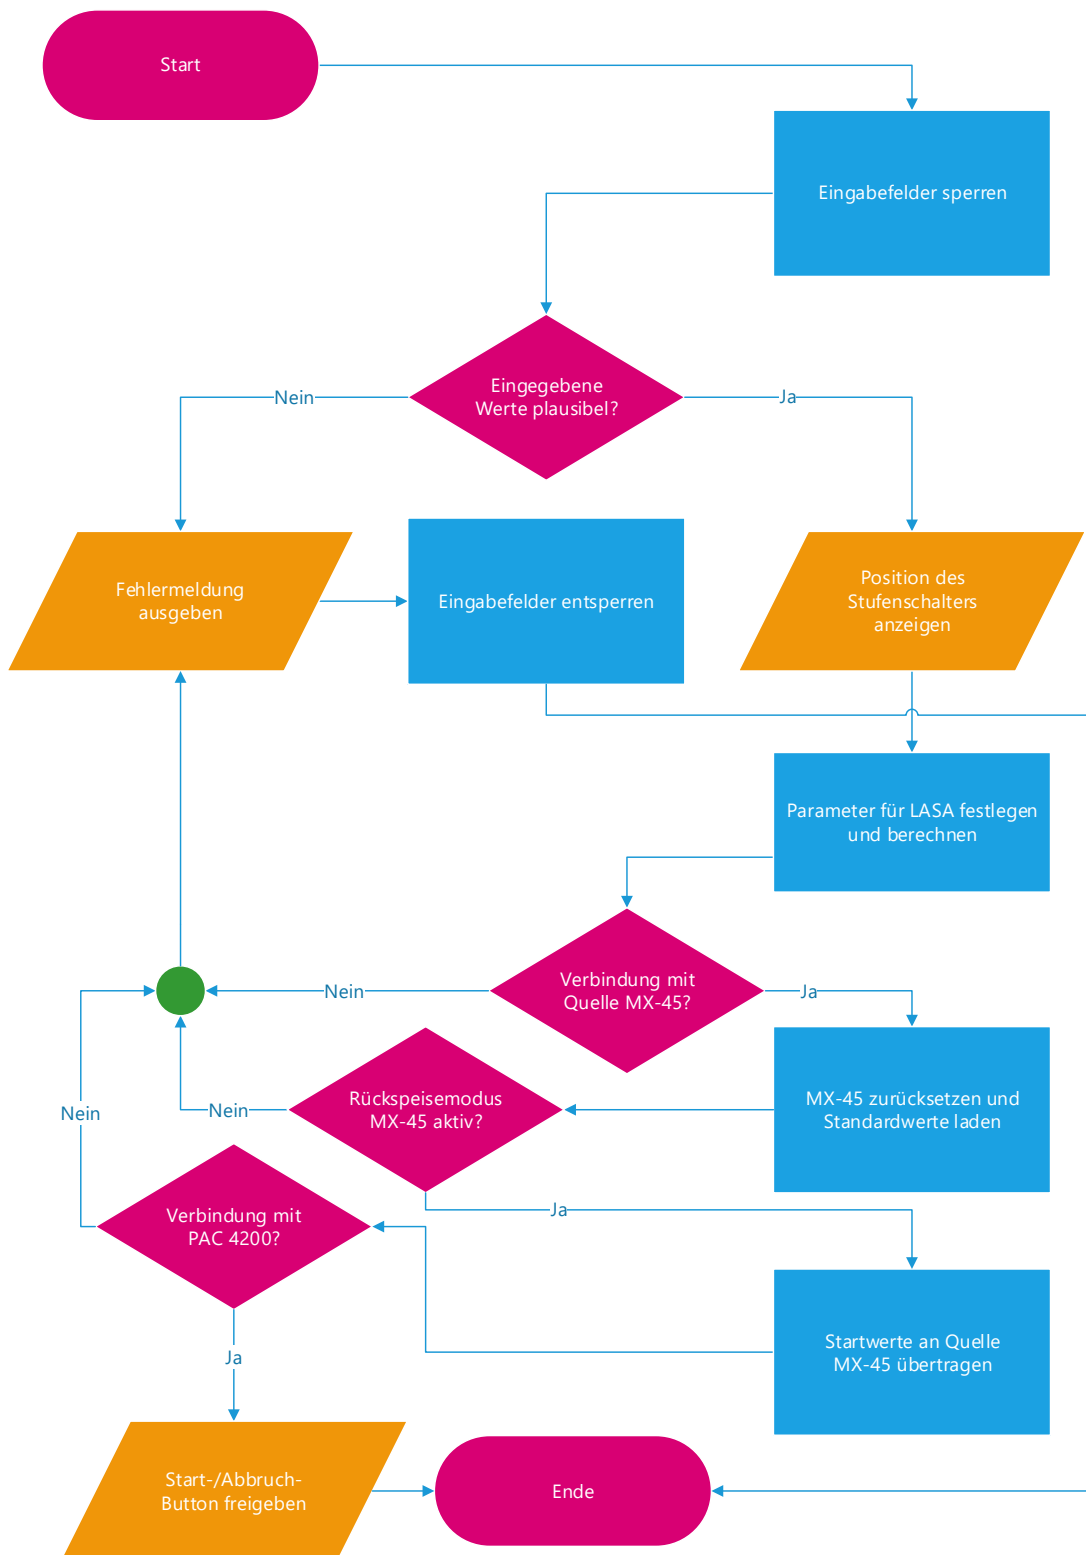 Start
Eingabefelder sperren
Eingegebene
Werte plausibel?
Nein
Ja
Fehlermeldung
ausgeben
Eingabefelder entsperren
Position des
Stufenschalters
anzeigen
Parameter für LASA festlegen
und berechnen
Verbindung mit
Quelle MX-45?
Nein
Ja
MX-45 zurücksetzen und
Standardwerte laden
Rückspeisemodus
MX-45 aktiv?
Nein
Ja
Nein
Verbindung mit
PAC 4200?
Startwerte an Quelle
MX-45 übertragen
Ja
Start-/Abbruch-
Button freigeben
Ende